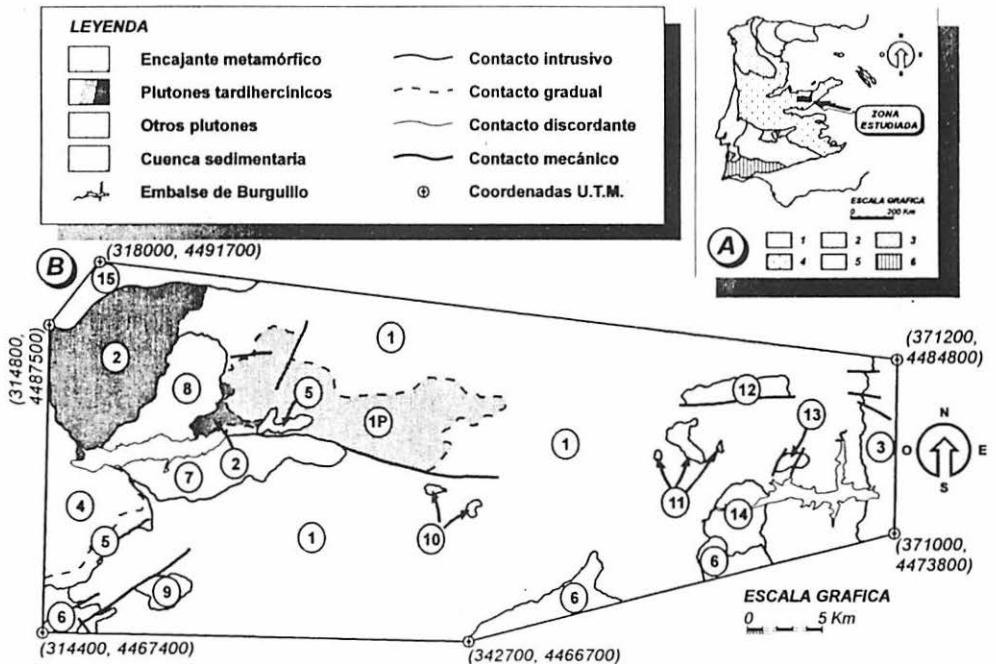 LEYENDA
Encajante metamórfico
Plutones tardihercínicos
Otros plutones
Cuenca sedimentaria
Embalse de Burguillo
Contacto intrusivo
Contacto gradual
Contacto discordante
Contacto mecánico
Coordenadas U.T.M.
N
O E
S
ZONA
ESTUDIADA
ESCALA GRAFICA
0 200 Km
A
1 2 3
4 5 6
B
(318000, 4491700)
(314800,
4487500)
(371200,
4484800)
15
2
8
1
5
1P
12
13
3
N
O E
S
1
2
7
4
11
14
10
5
1
6
9
6
6
(371000,
4473800)
ESCALA GRAFICA
0 5 Km
(314400, 4467400)
(342700, 4466700)